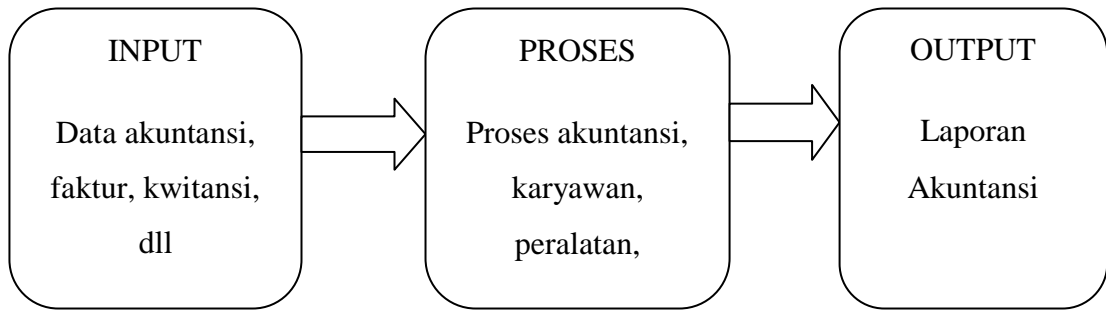 INPUT
Data akuntansi,
faktur, kwitansi,
dll
PROSES
Proses akuntansi,
karyawan,
peralatan,
OUTPUT
Laporan
Akuntansi